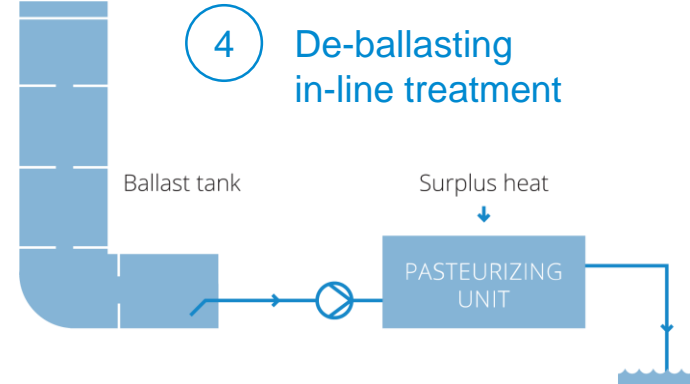 4
De-ballasting
in-line treatment
Ballast tank
Surplus heat
PASTEURIZING
UNIT